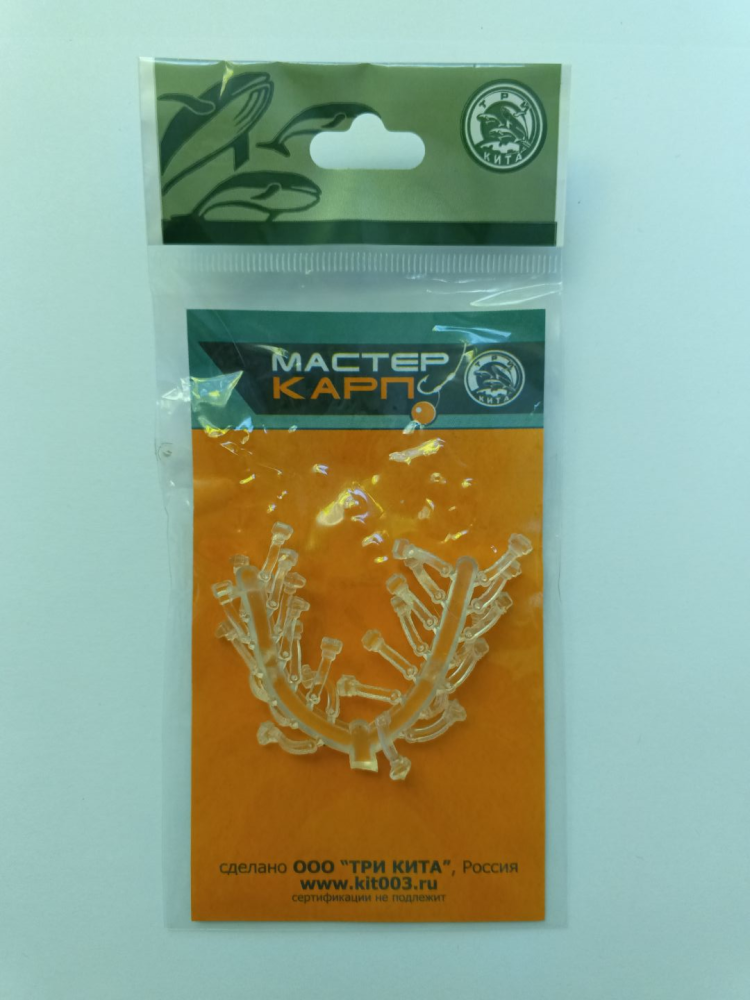 ТРИ
КИТА
МАСТЕР
КАРП
ТРИ
КИТА
сделано ООО "ТРИ КИТА", Россия
www.kit003.ru
сертификации не подлежит